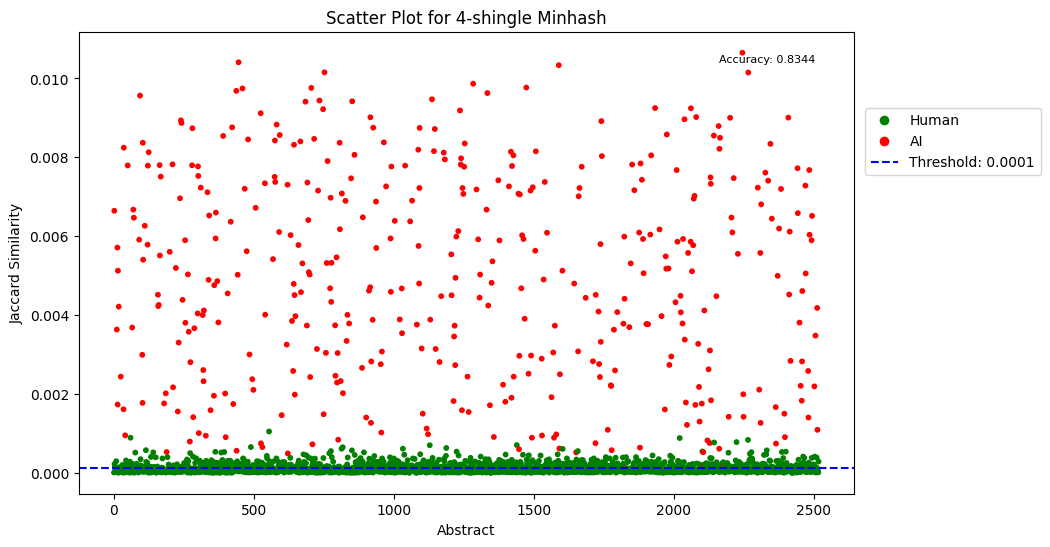 Scatter Plot for 4-shingle Minhash
Accuracy: 0.8344
0.010
0.008
0.006
0.004
0.002
0.000
Jaccard Similarity
0
500
1000
1500
2000
2500
Abstract
Human
AI
Threshold: 0.0001